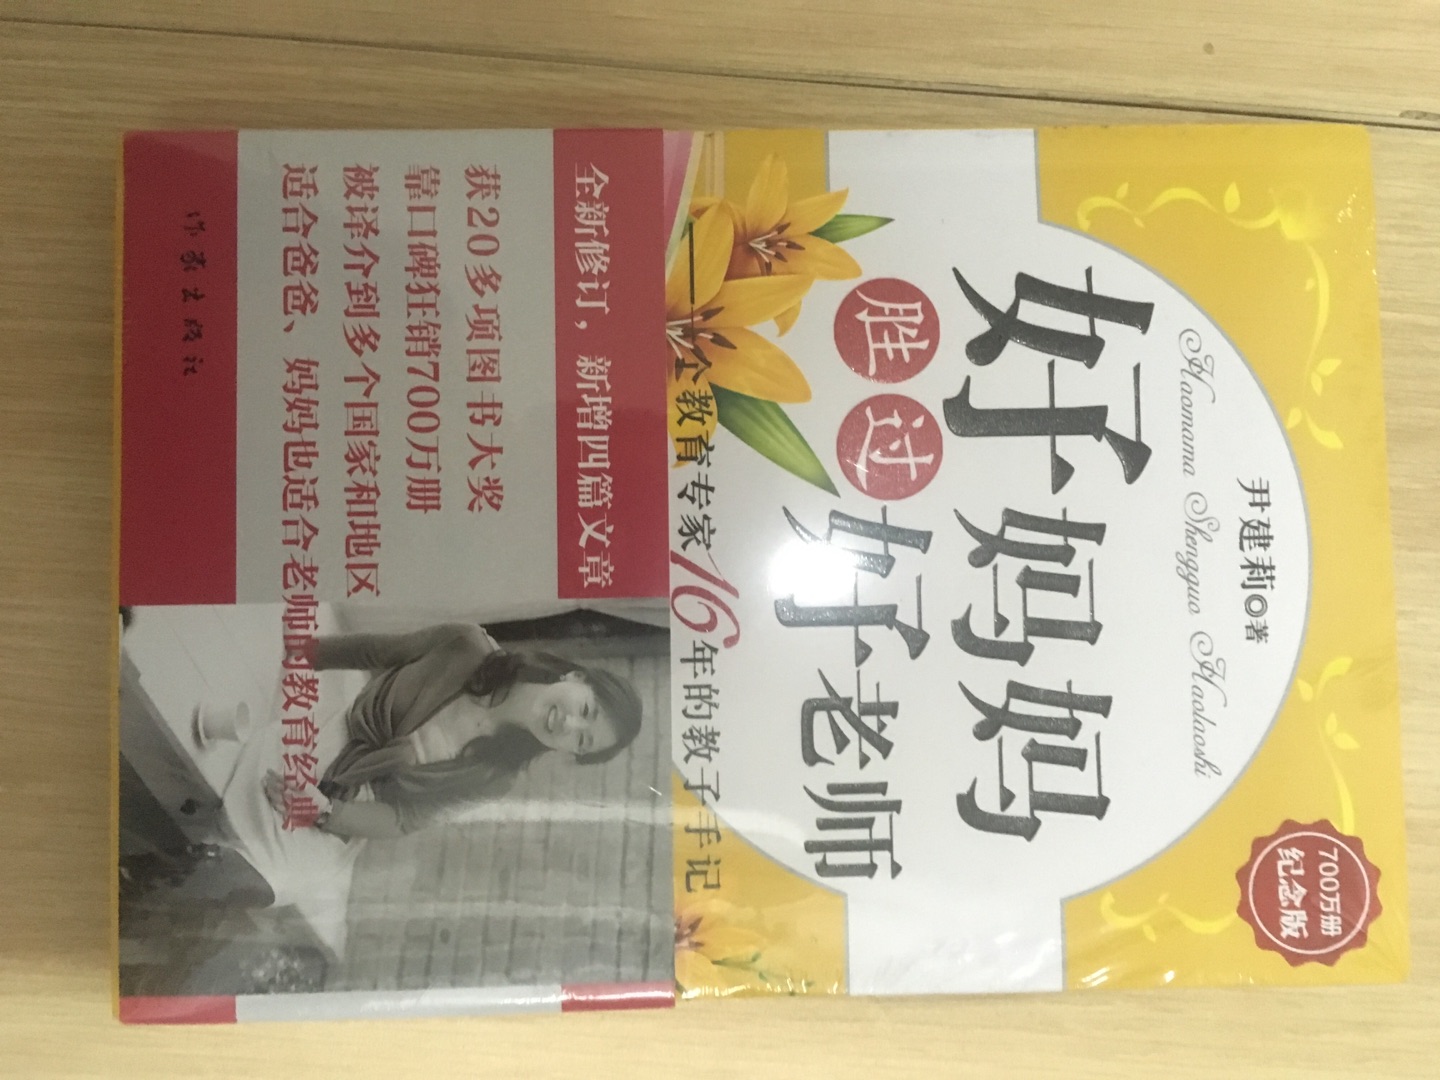 700万册
纪念版
尹建莉◎著
Haomama Shengguo Haolaoshi
好妈妈
胜过
好老师
——一个教育专家16年的教子手记
全新修订，新增四篇文章
获20多项图书大奖
靠口碑狂销700万册
被译介到多个国家和地区
适合爸爸、妈妈也适合老师的教育经典
作家出版社